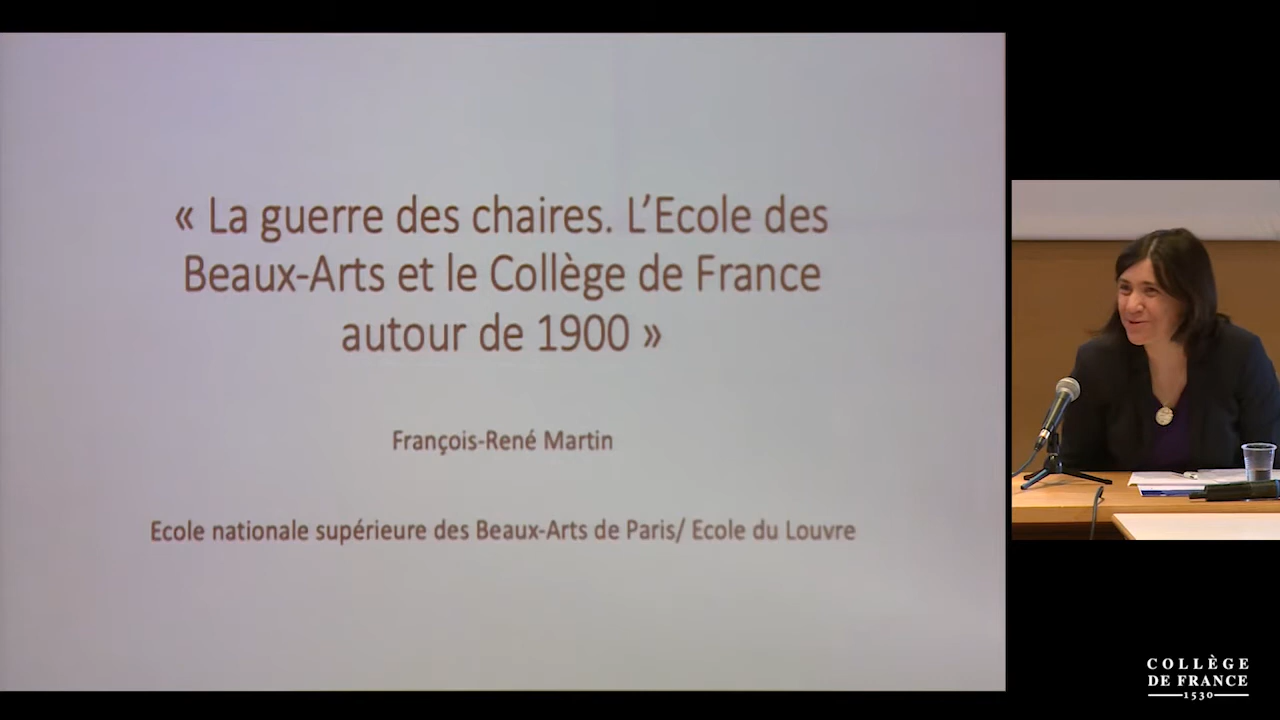 « La guerre des chaires. L’Ecole des
Beaux-Arts et le Collège de France
autour de 1900 »
François-René Martin
Ecole nationale supérieure des Beaux-Arts de Paris/ Ecole du Louvre
COLLÈGE
DE FRANCE
1530